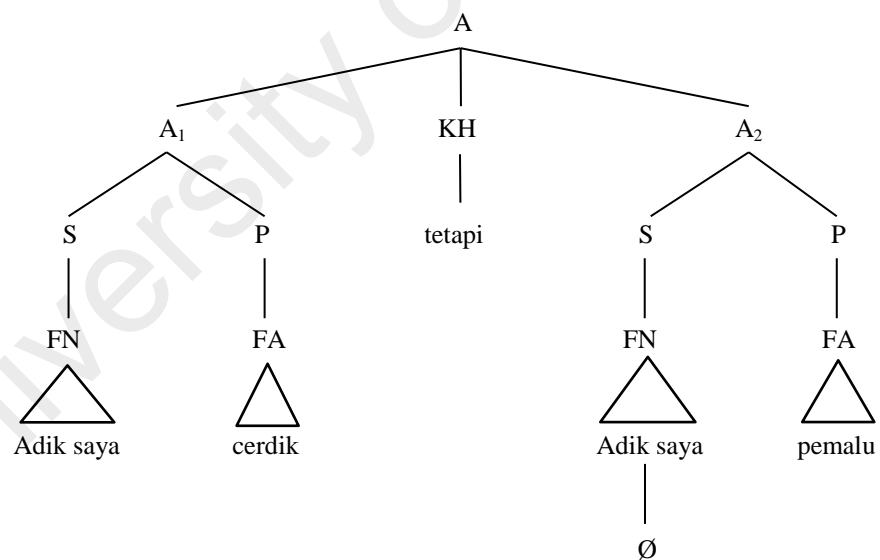 A
A₁ KH A₂
S P tetapi S P
FN FA FN FA
Adik saya cerdik Adik saya pemalu
Ø